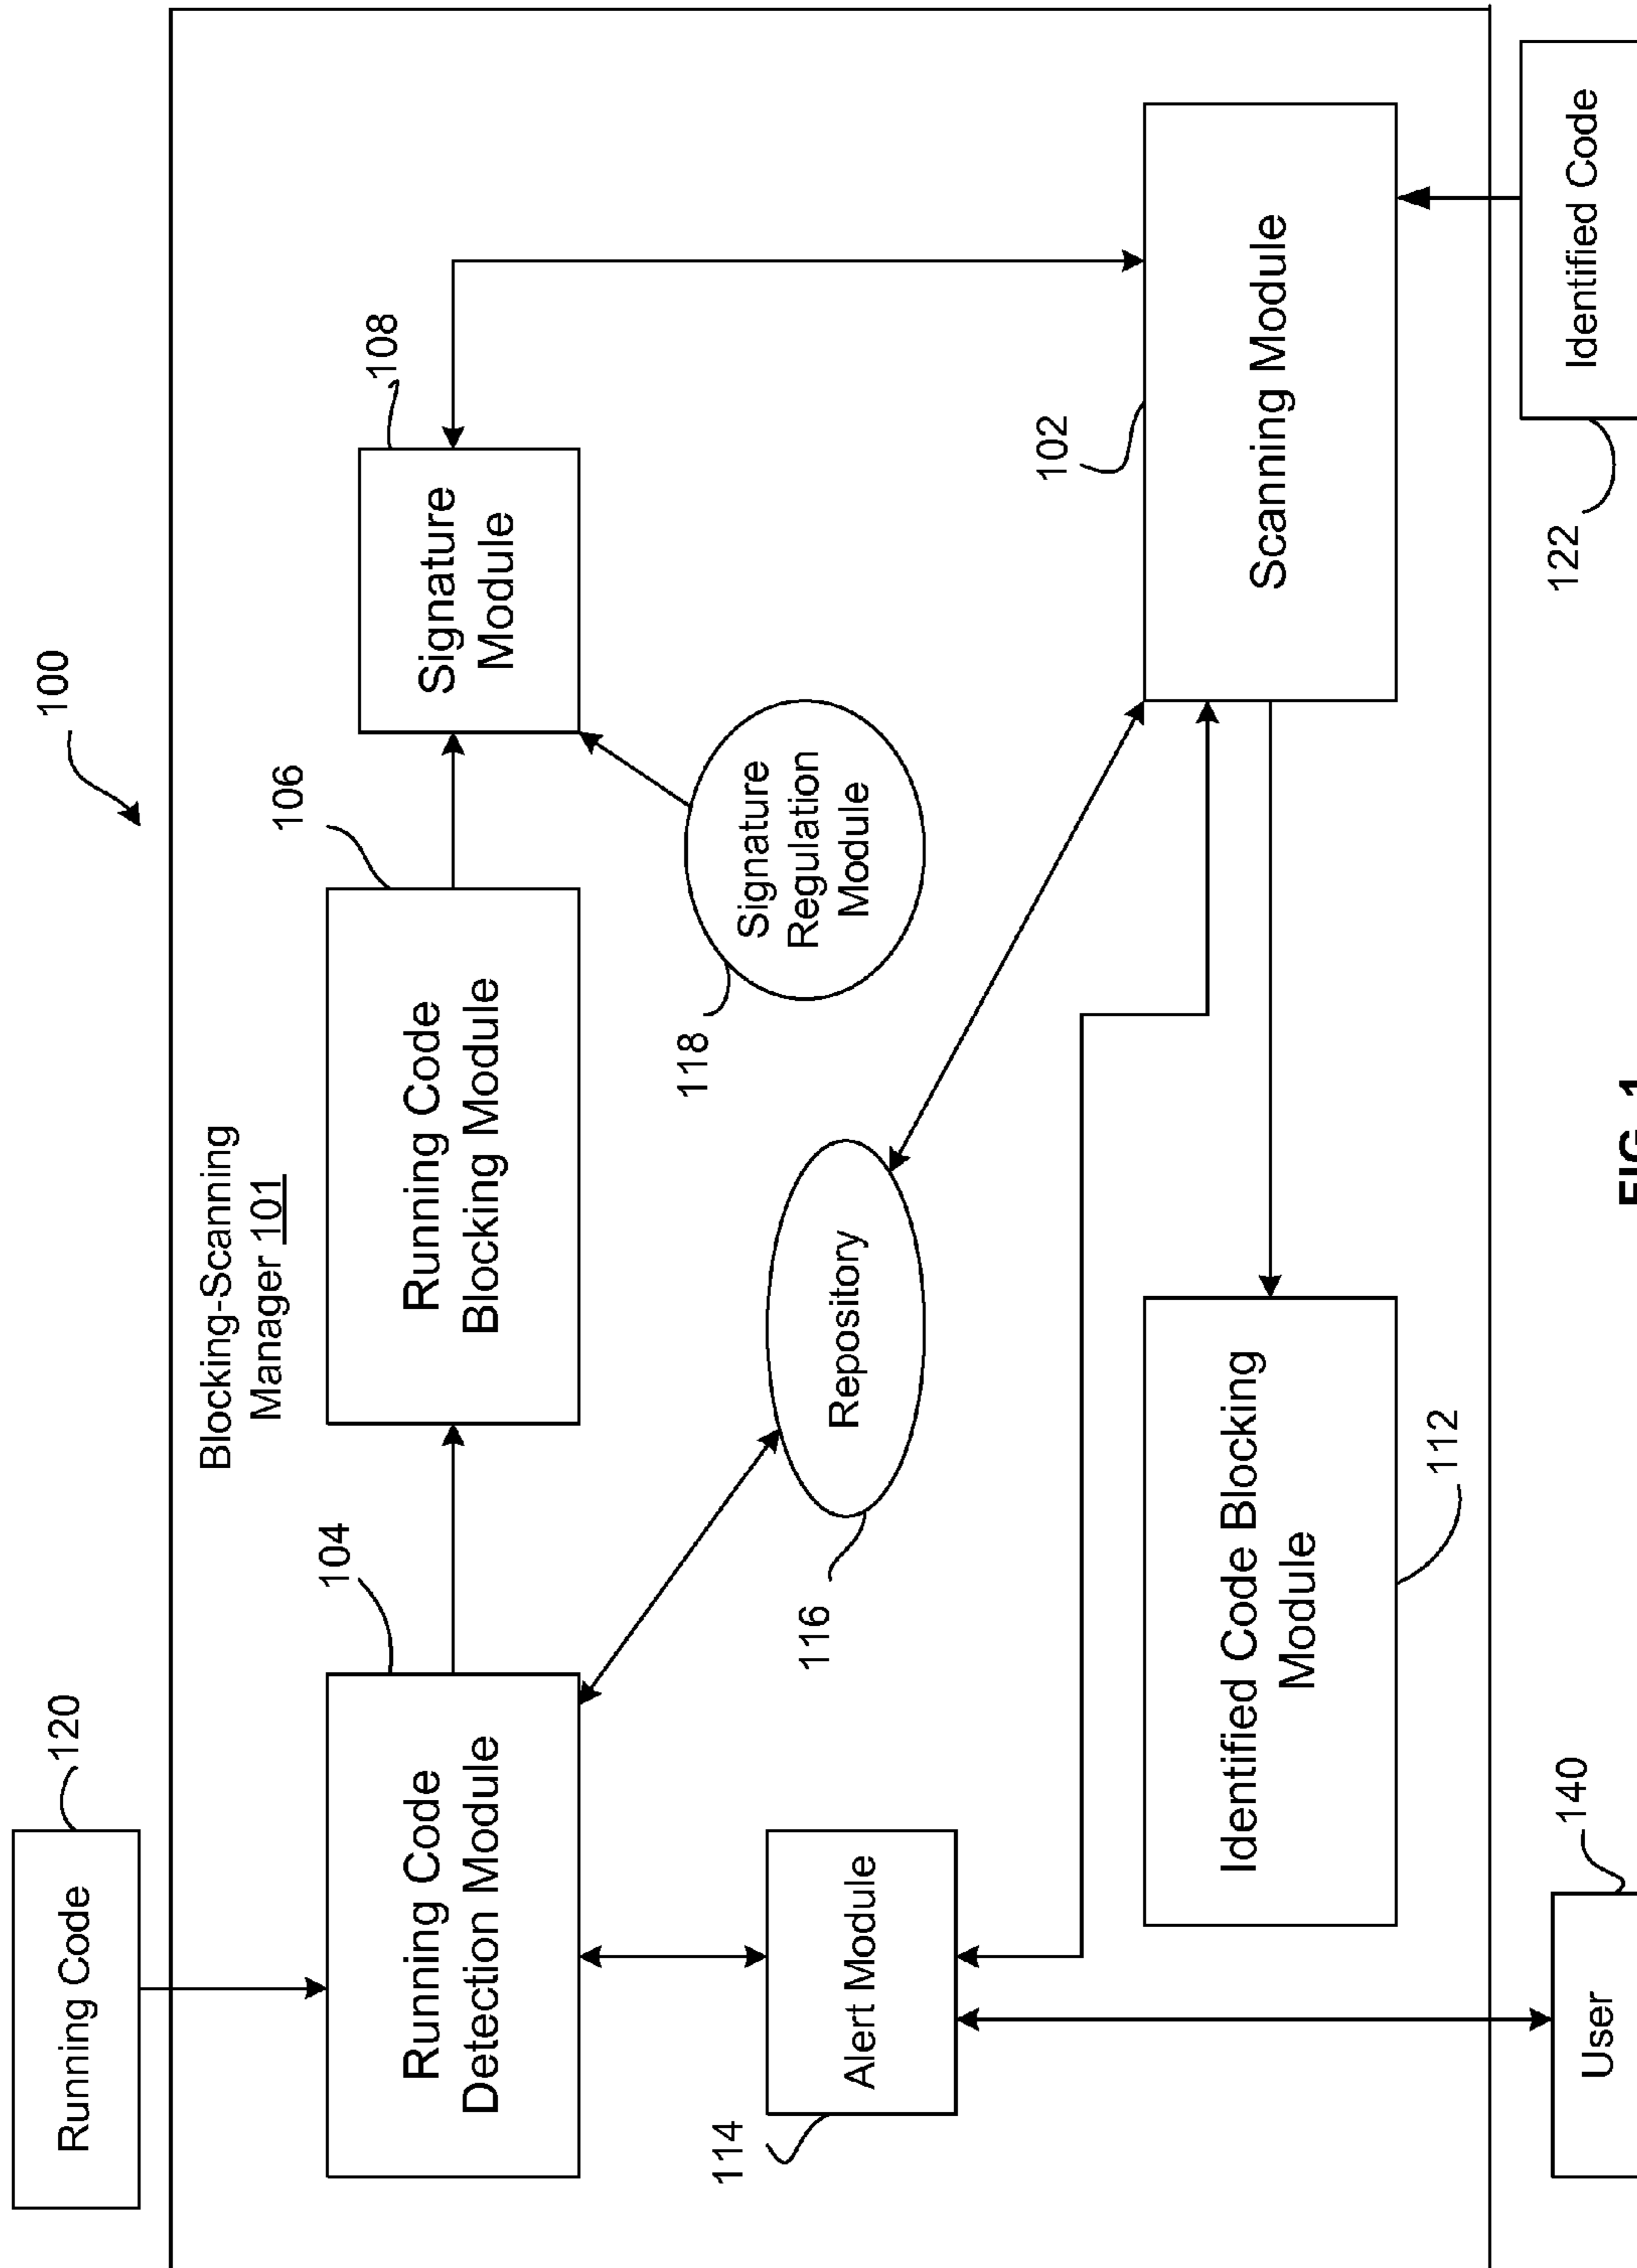 100
Running Code
120
Blocking-Scanning
Manager 101
104
Running Code
Detection Module
106
Running Code
Blocking Module
108
Signature
Module
118
Signature
Regulation
Module
116
Repository
114
Alert Module
102
Scanning Module
112
Identified Code Blocking
Module
140
User
122
Identified Code
FIG. 1